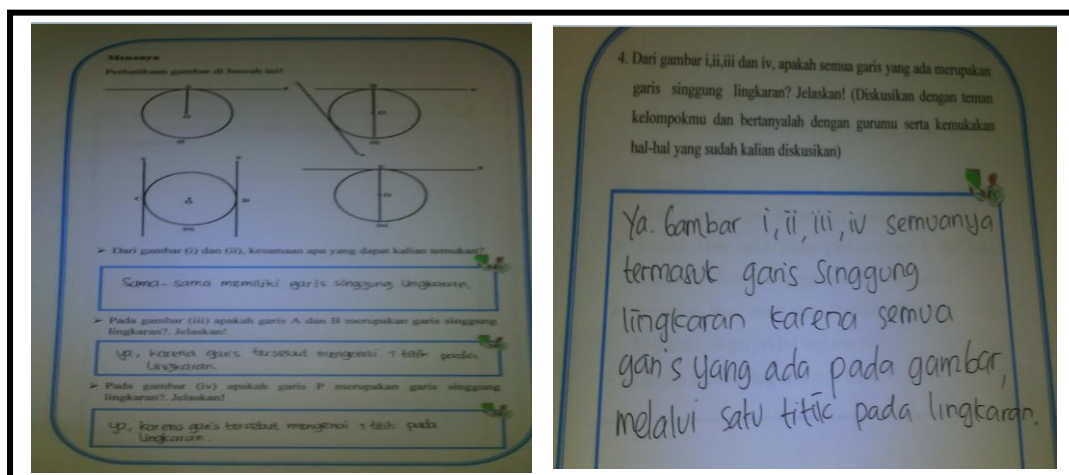 Menanya
Perhatikan gambar di bawah ini!
➢ Dari gambar (i) dan (ii), kesamaan apa yang dapat kalian temukan?
Sama-sama memiliki garis singgung lingkaran.
➢ Pada gambar (iii) apakah garis A dan B merupakan garis singgung
lingkaran?. Jelaskan!
ya, karena garis tersebut mengenai 1 titik pada
lingkaran.
➢ Pada gambar (iv) apakah garis P merupakan garis singgung
lingkaran?. Jelaskan!
ya, karena garis tersebut mengenai 1 titik pada
lingkaran.
4. Dari gambar i,ii,iii dan iv, apakah semua garis yang ada merupakan
garis singgung lingkaran? Jelaskan! (Diskusikan dengan teman
kelompokmu dan bertanyalah dengan gurumu serta kemukakan
hal-hal yang sudah kalian diskusikan)
Ya. Gambar i, ii, iii, iv semuanya
termasuk garis singgung
lingkaran karena semua
garis yang ada pada gambar,
melalui satu titik pada lingkaran.